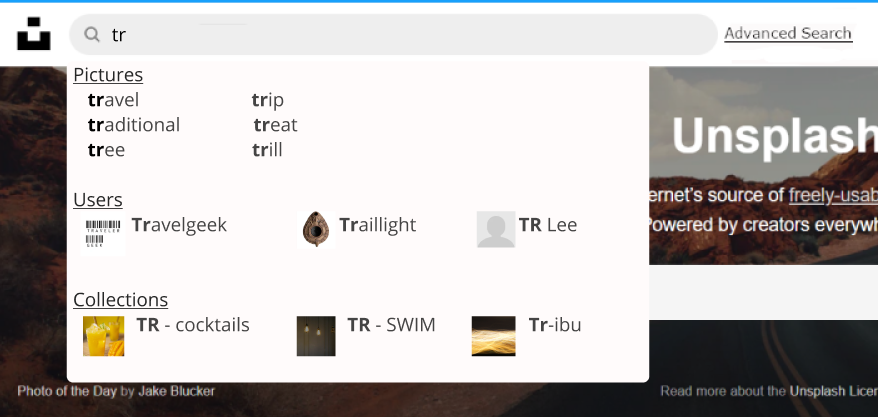 tr
Advanced Search
Pictures
travel trip
traditional treat
tree trill
Unsplash
Users
ernet's source of freely-usab
Travelgeek Traillight TR Lee
Powered by creators everywh
TRAVELER
GEEK
Collections
TR - cocktails TR - SWIM Tr-ibu
Photo of the Day by Jake Blucker
Read more about the Unsplash Licen